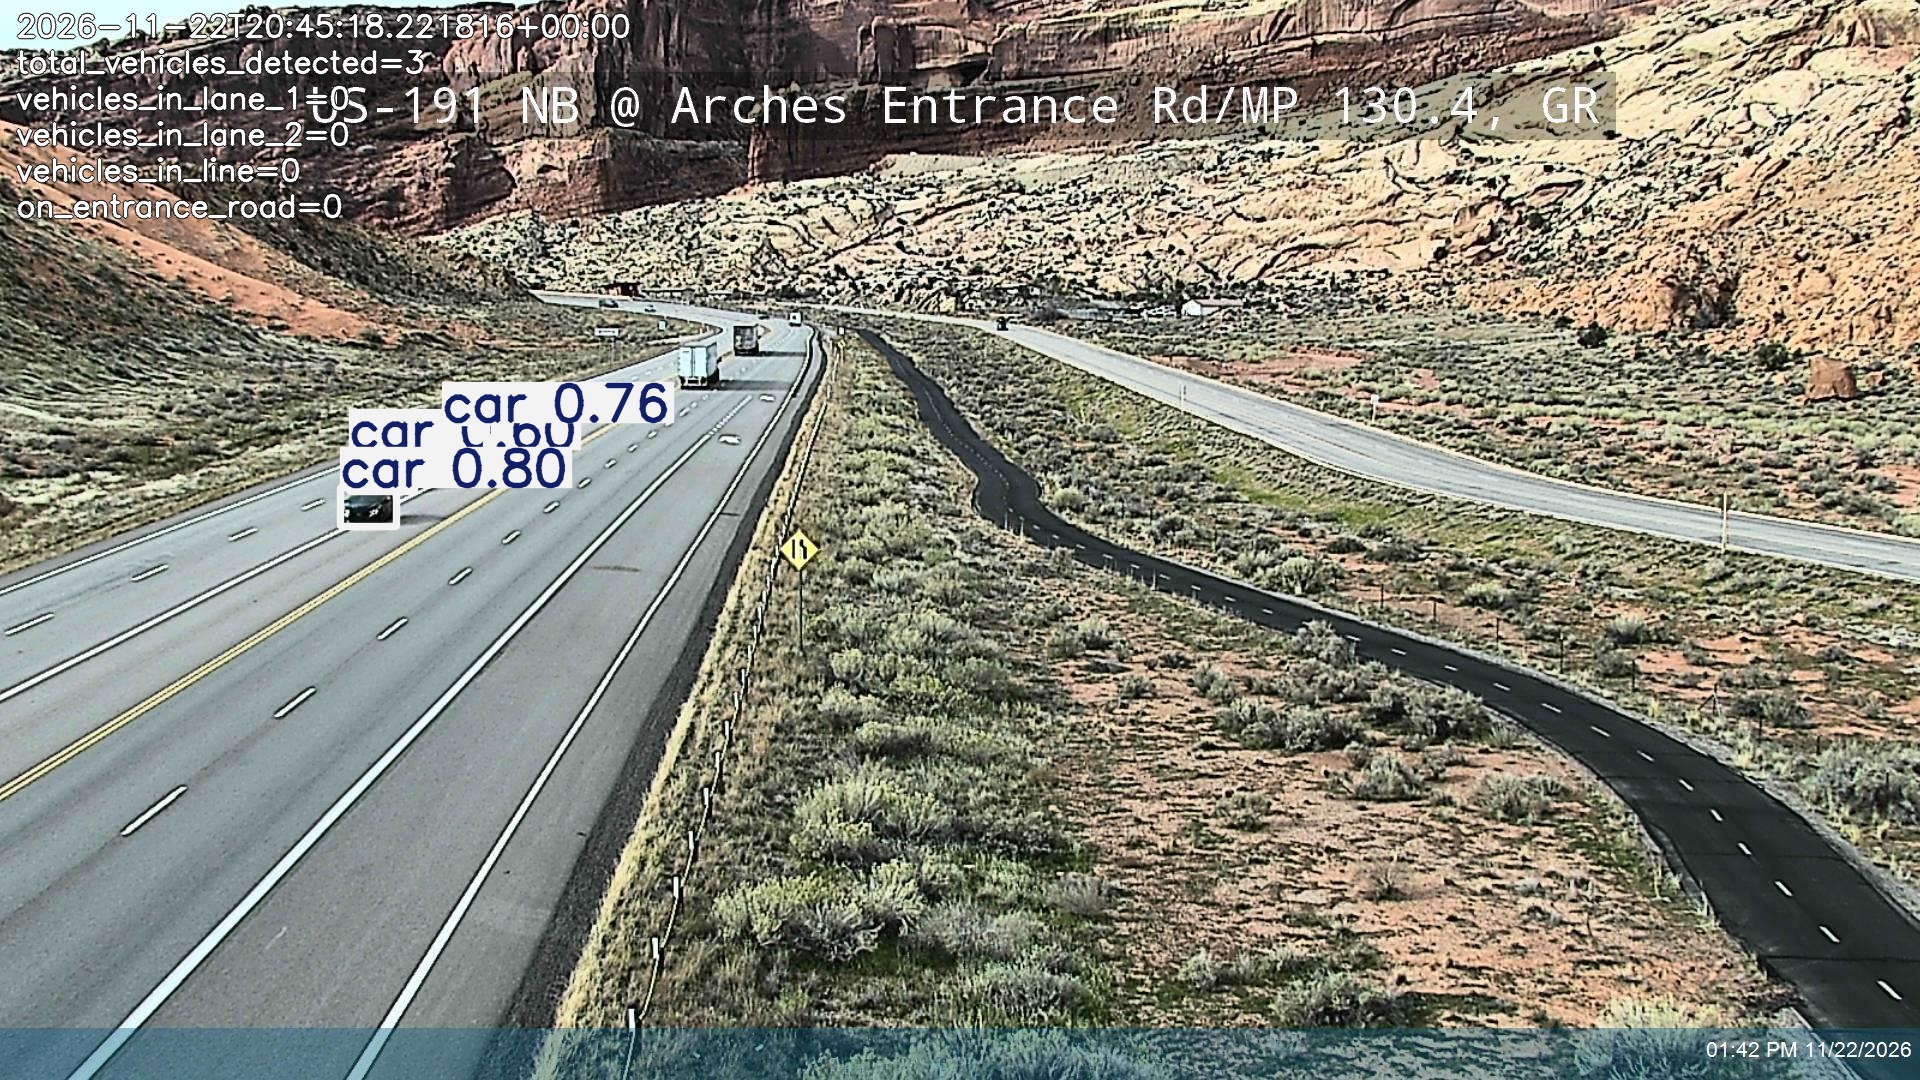 2026-11-22T20:45:18.221816+00:00
total_vehicles_detected=3
vehicles_in_lane_1=0
US-191 NB @ Arches Entrance Rd/MP 130.4, GR
vehicles_in_lane_2=0
vehicles_in_line=0
on_entrance_road=0
car 0.76
car 0.60
car 0.80
01:42 PM 11/22/2026